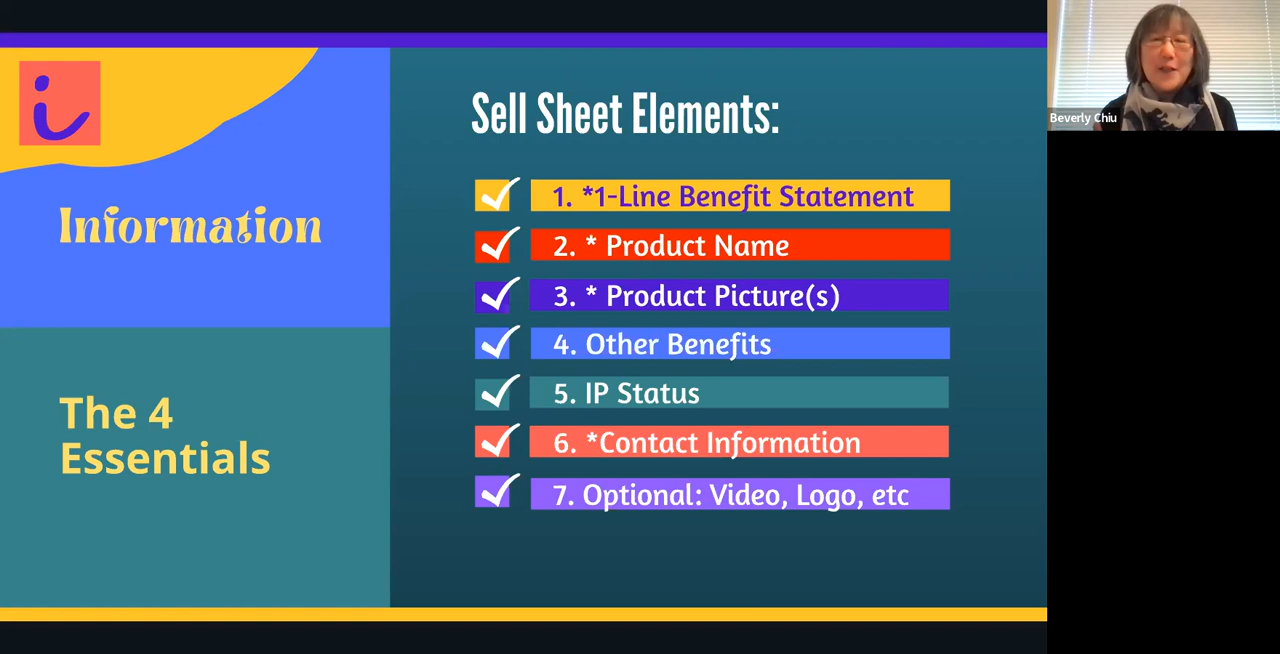 Information
The 4
Essentials
Sell Sheet Elements:
1. *1-Line Benefit Statement
2. * Product Name
3. * Product Picture(s)
4. Other Benefits
5. IP Status
6. *Contact Information
7. Optional: Video, Logo, etc
Beverly Chiu